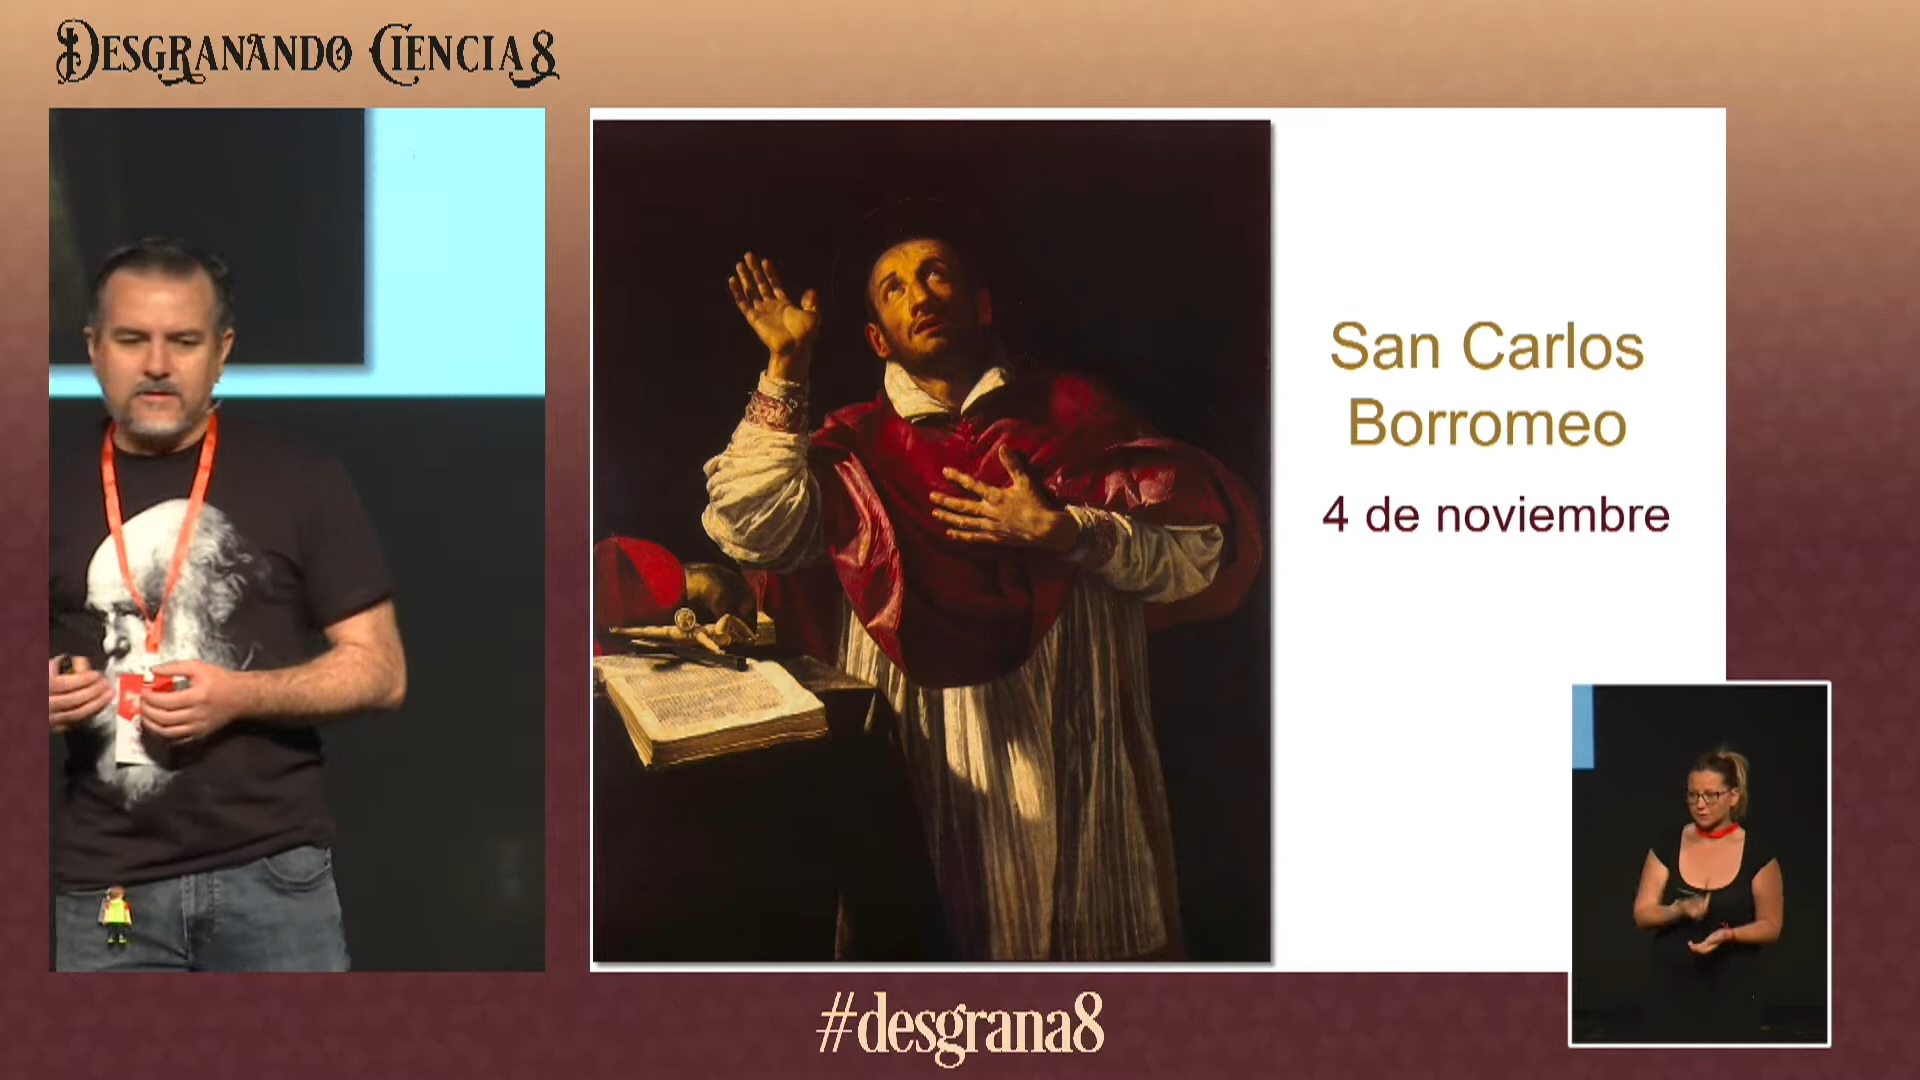 DESGRANANDO CIENCIA 8
San Carlos
Borromeo
4 de noviembre
#desgrana8